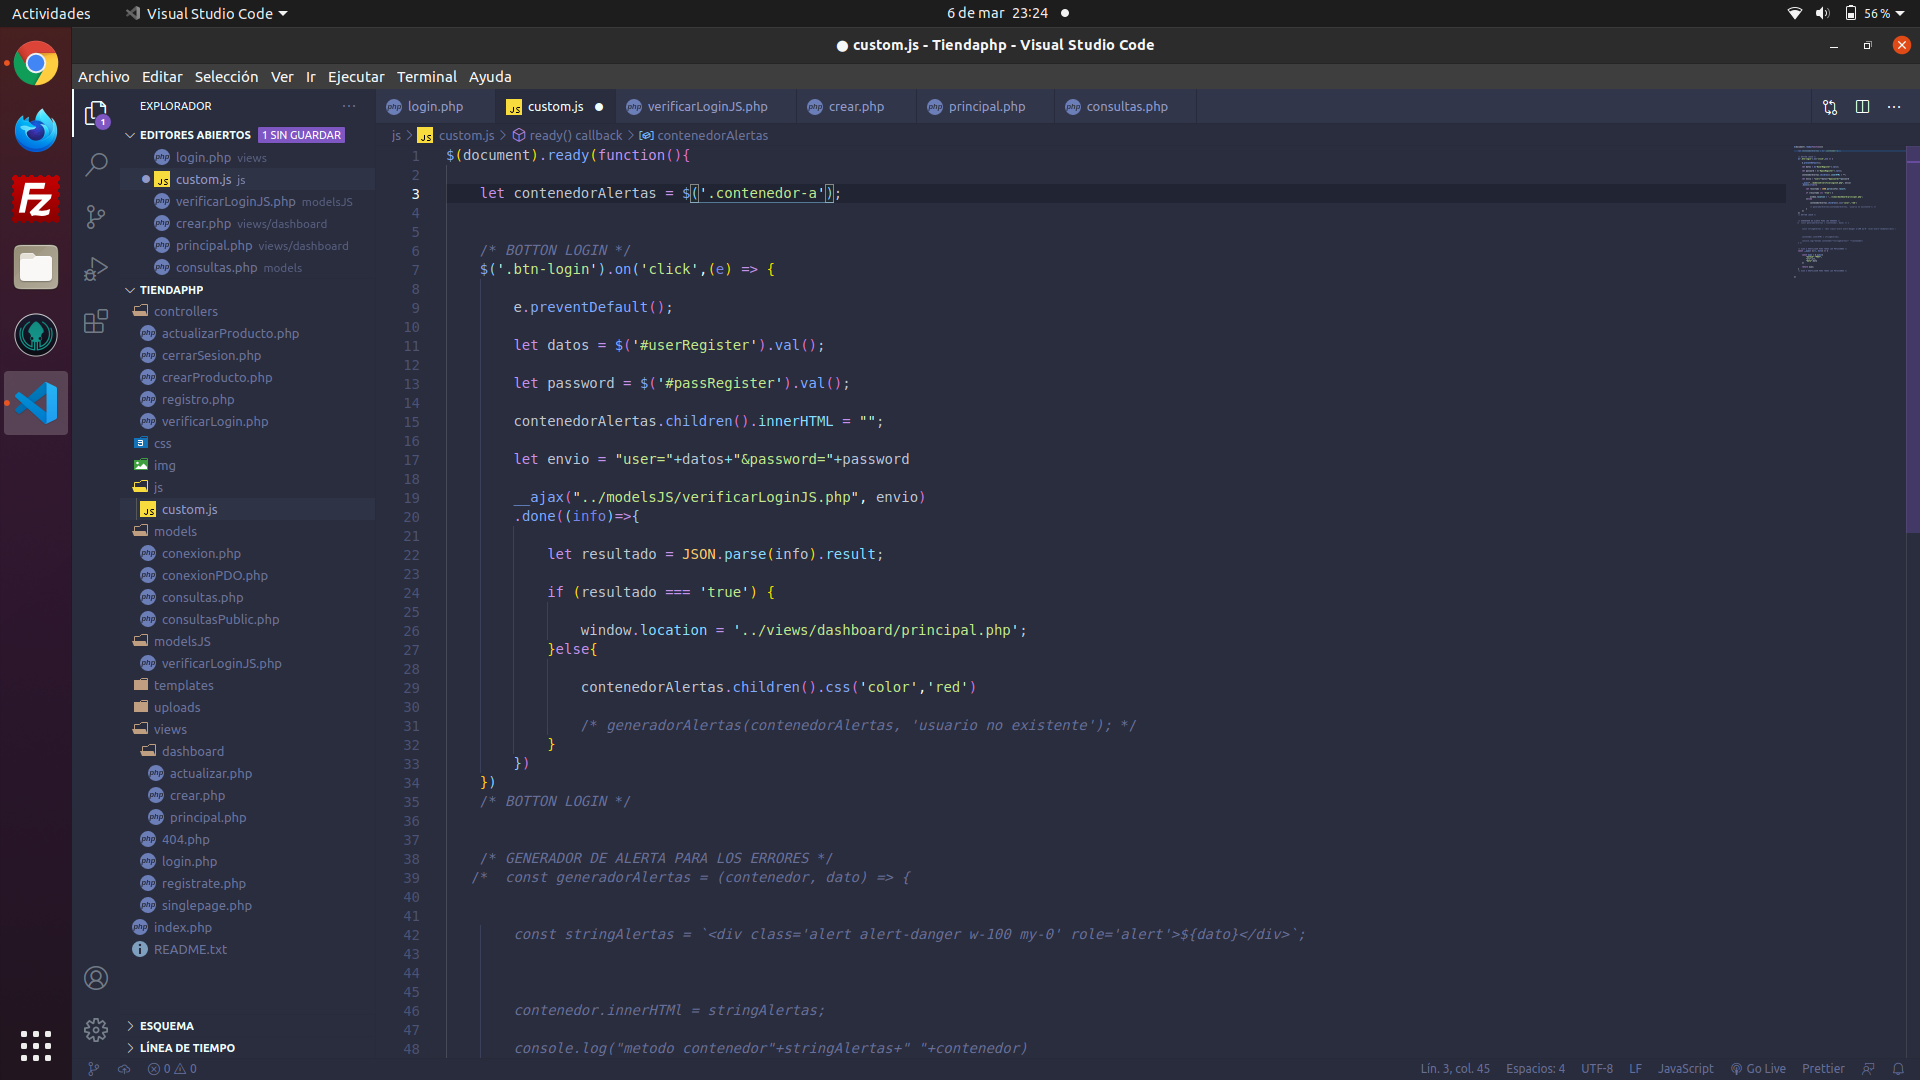 Actividades
Visual Studio Code
6 de mar 23:24
56 %
● custom.js - Tiendaphp - Visual Studio Code
Archivo Editar Selección Ver Ir Ejecutar Terminal Ayuda
EXPLORADOR
EDITORES ABIERTOS 1 SIN GUARDAR
login.php views
custom.js js
verificarLoginJS.php modelsJS
crear.php views/dashboard
principal.php views/dashboard
consultas.php models
TIENDAPHP
controllers
actualizarProducto.php
cerrarSesion.php
crearProducto.php
registro.php
verificarLogin.php
css
img
js
custom.js
models
conexion.php
conexionPDO.php
consultas.php
consultasPublic.php
modelsJS
verificarLoginJS.php
templates
uploads
views
dashboard
actualizar.php
crear.php
principal.php
404.php
login.php
registrate.php
singlepage.php
index.php
README.txt
ESQUEMA
LÍNEA DE TIEMPO
login.php custom.js verificarLoginJS.php crear.php principal.php consultas.php
js > custom.js > ready() callback > contenedorAlertas
1 $(document).ready(function(){
2
3 let contenedorAlertas = $('.contenedor-a');
4
5
6 /* BOTTON LOGIN */
7 $('.btn-login').on('click',(e) => {
8
9 e.preventDefault();
10
11 let datos = $('#userRegister').val();
12
13 let password = $('#passRegister').val();
14
15 contenedorAlertas.children().innerHTML = "";
16
17 let envio = "user="+datos+"&password="+password
18
19 __ajax("../modelsJS/verificarLoginJS.php", envio)
20 .done((info)=>{
21
22 let resultado = JSON.parse(info).result;
23
24 if (resultado === 'true') {
25
26 window.location = '../views/dashboard/principal.php';
27 }else{
28
29 contenedorAlertas.children().css('color','red')
30
31 /* generadorAlertas(contenedorAlertas, 'usuario no existente'); */
32 }
33 })
34 })
35 /* BOTTON LOGIN */
36
37
38 /* GENERADOR DE ALERTA PARA LOS ERRORES */
39 /* const generadorAlertas = (contenedor, dato) => {
40
41
42 const stringAlertas = `<div class='alert alert-danger w-100 my-0' role='alert'>${dato}</div>`;
43
44
45
46 contenedor.innerHTMl = stringAlertas;
47
48 console.log("metodo contenedor"+stringAlertas+" "+contenedor)
0 0
Lín. 3, col. 45 Espacios: 4 UTF-8 LF JavaScript Go Live Prettier